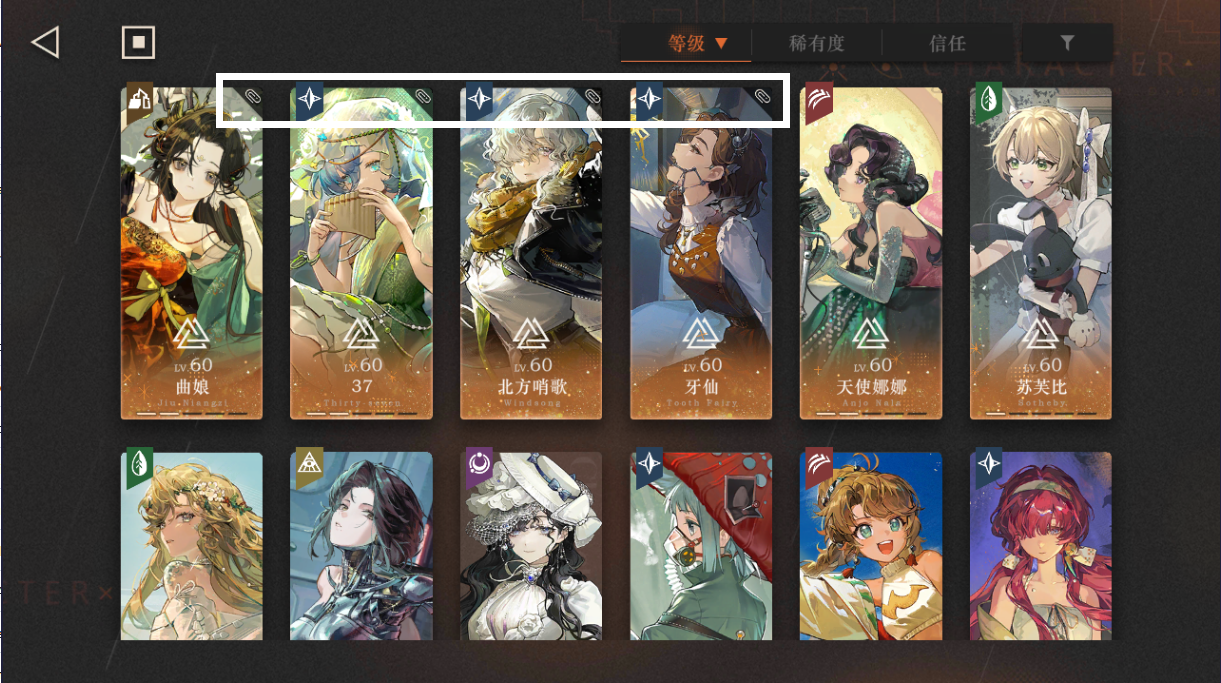 等级 ▼ 稀有度 信任
CHARACTER
LV.60 LV.60 LV.60 LV.60 LV.60 LV.60
曲娘 37 北方哨歌 牙仙 天使娜娜 苏芙比
Jiu Niangzi Thirty-seven Windsong Tooth Fairy Anjo Nala Sotheby
TER